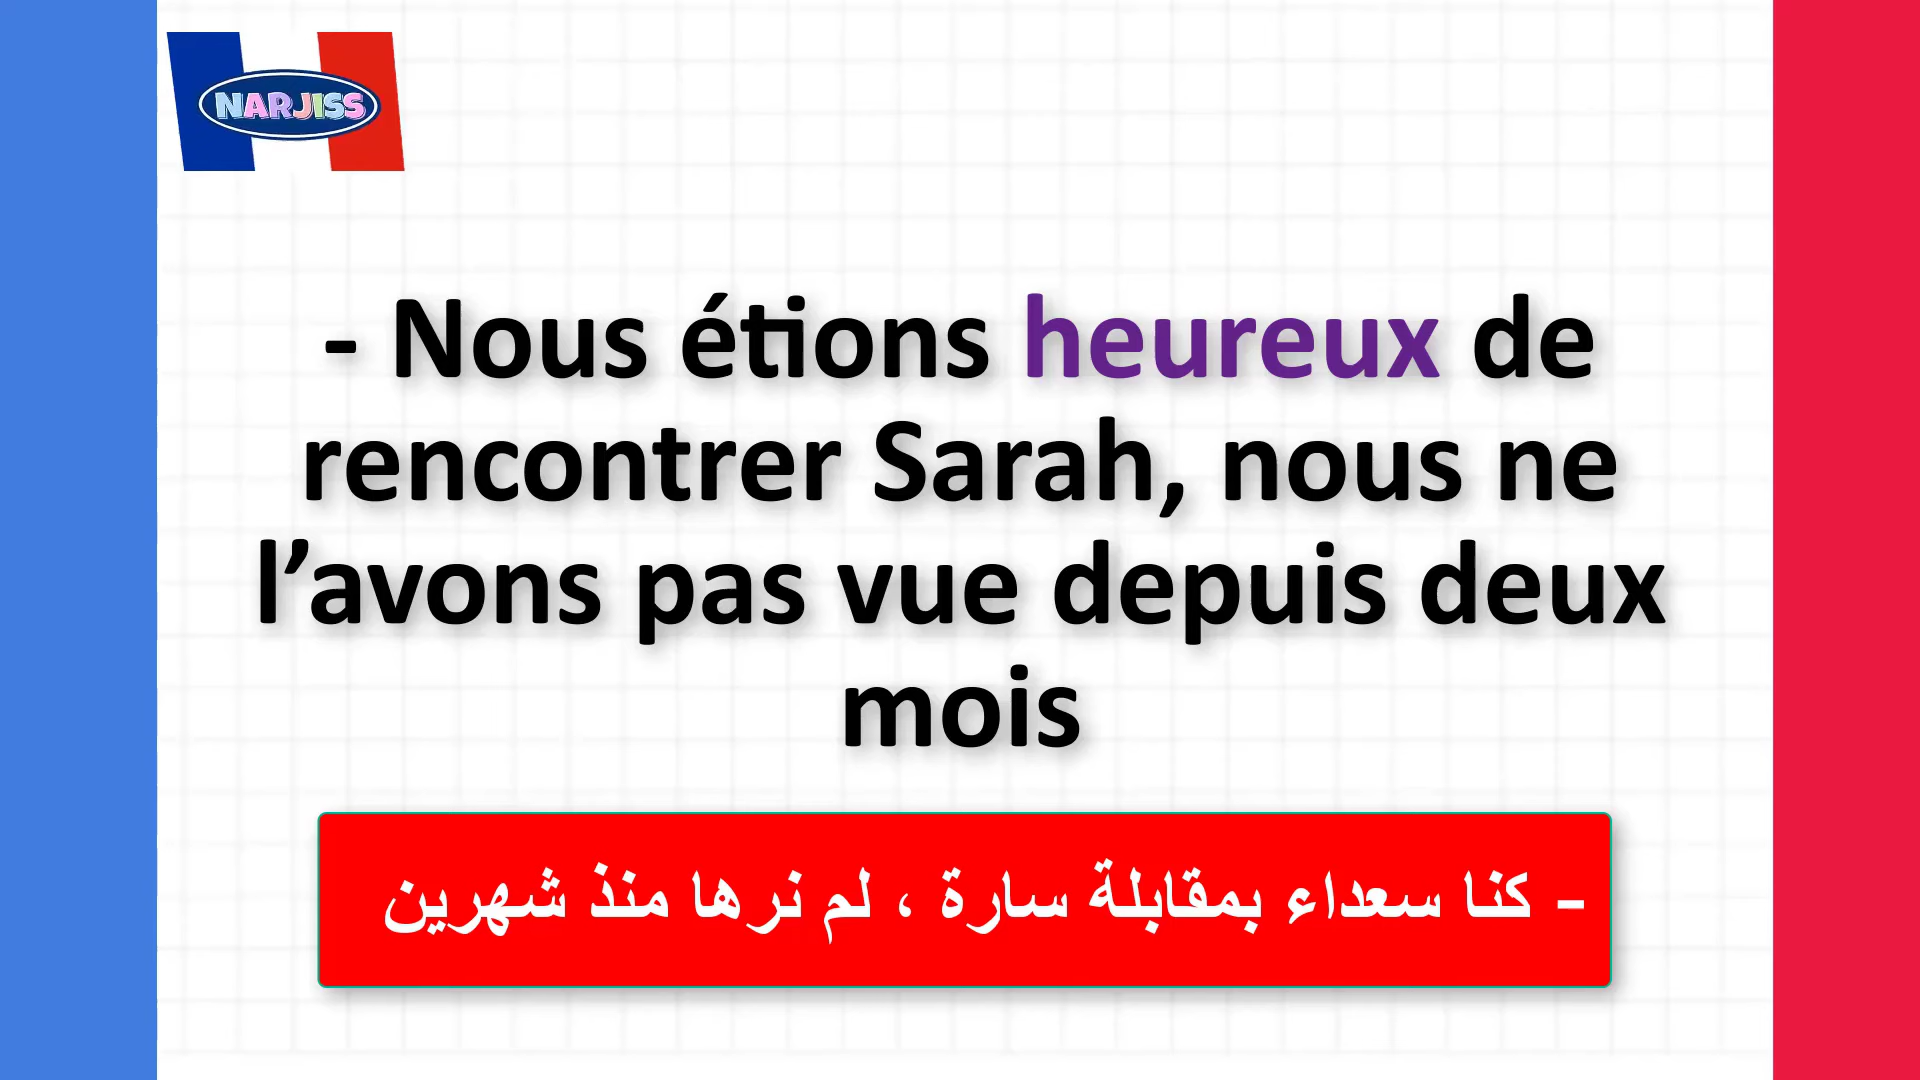 NARJISS
- Nous étions heureux de
rencontrer Sarah, nous ne
l’avons pas vue depuis deux
mois
- كنا سعداء بمقابلة سارة ، لم نرها منذ شهرين